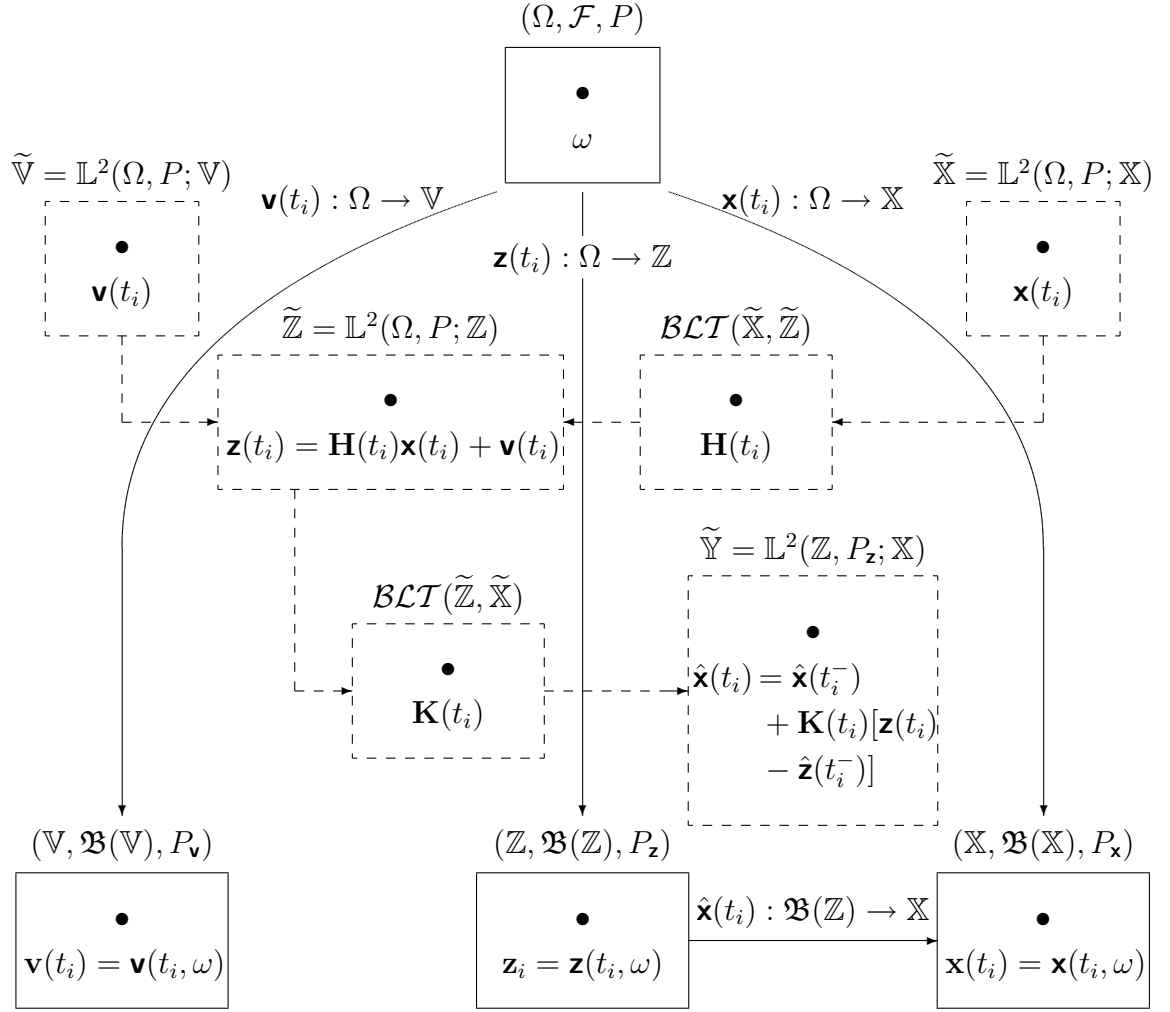 (Ω, ℱ, P)
ω
𝕍̃ = 𝕃²(Ω, P; 𝕍)
𝕏̃ = 𝕃²(Ω, P; 𝕏)
𝘃(tᵢ) : Ω → 𝕍
𝘅(tᵢ) : Ω → 𝕏
𝘇(tᵢ) : Ω → ℤ
𝘃(tᵢ)
𝘅(tᵢ)
ℤ̃ = 𝕃²(Ω, P; ℤ)
ℬℒ𝒯(𝕏̃, ℤ̃)
𝘇(tᵢ) = 𝐇(tᵢ)𝘅(tᵢ) + 𝘃(tᵢ)
𝐇(tᵢ)
𝕐̃ = 𝕃²(ℤ, P_𝘇; 𝕏)
ℬℒ𝒯(ℤ̃, 𝕏̃)
𝐊(tᵢ)
𝘅̂(tᵢ) = 𝘅̂(tᵢ⁻)
+ 𝐊(tᵢ)[𝘇(tᵢ)
− 𝘇̂(tᵢ⁻)]
(𝕍, 𝕭(𝕍), P_𝘃)
(ℤ, 𝕭(ℤ), P_𝘇)
(𝕏, 𝕭(𝕏), P_𝘅)
𝐯(tᵢ) = 𝘃(tᵢ, ω)
𝐳ᵢ = 𝘇(tᵢ, ω)
𝘅̂(tᵢ) : 𝕭(ℤ) → 𝕏
𝐱(tᵢ) = 𝘅(tᵢ, ω)